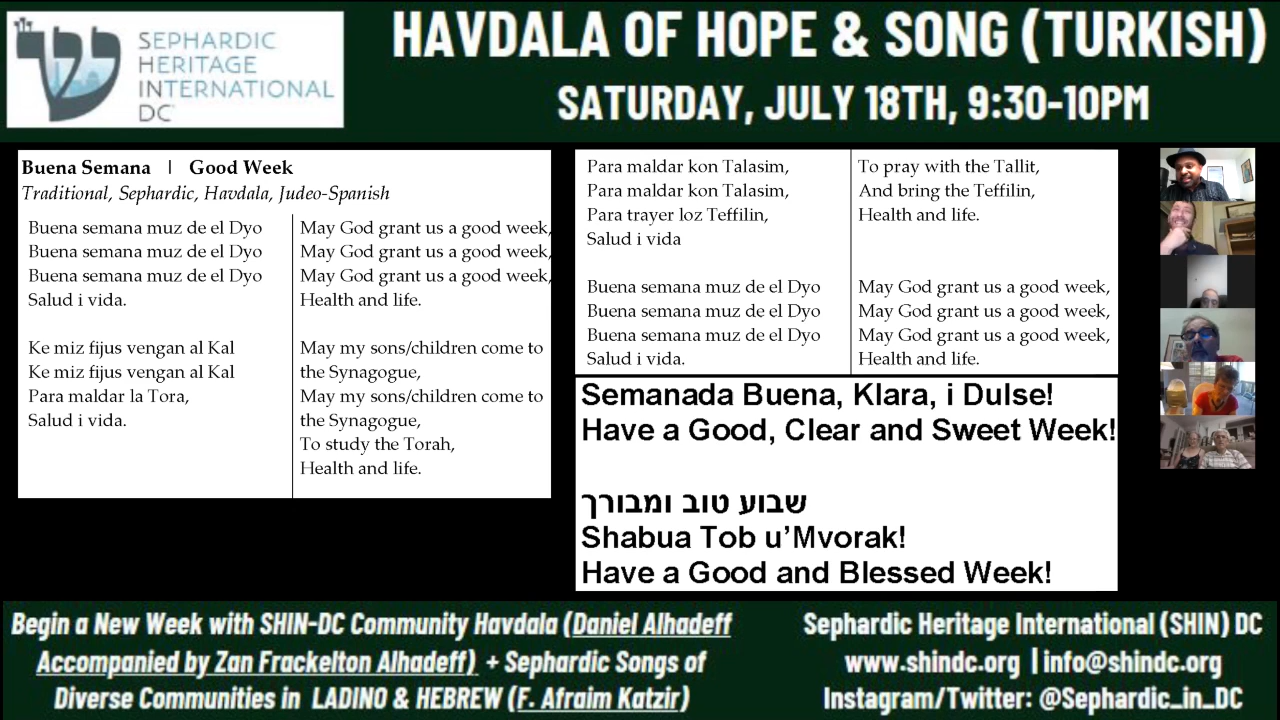 SEPHARDIC
HERITAGE
INTERNATIONAL
DC
HAVDALA OF HOPE & SONG (TURKISH)
SATURDAY, JULY 18TH, 9:30-10PM
Buena Semana | Good Week
Traditional, Sephardic, Havdala, Judeo-Spanish
Buena semana muz de el Dyo
Buena semana muz de el Dyo
Buena semana muz de el Dyo
Salud i vida.
Ke miz fijus vengan al Kal
Ke miz fijus vengan al Kal
Para maldar la Tora,
Salud i vida.
May God grant us a good week,
May God grant us a good week,
May God grant us a good week,
Health and life.
May my sons/children come to
the Synagogue,
May my sons/children come to
the Synagogue,
To study the Torah,
Health and life.
Para maldar kon Talasim,
Para maldar kon Talasim,
Para trayer loz Teffilin,
Salud i vida
Buena semana muz de el Dyo
Buena semana muz de el Dyo
Buena semana muz de el Dyo
Salud i vida.
To pray with the Tallit,
And bring the Teffilin,
Health and life.
May God grant us a good week,
May God grant us a good week,
May God grant us a good week,
Health and life.
Semanada Buena, Klara, i Dulse!
Have a Good, Clear and Sweet Week!
שבוע טוב ומבורך
Shabua Tob u’Mvorak!
Have a Good and Blessed Week!
Begin a New Week with SHIN-DC Community Havdala (Daniel Alhadeff
Accompanied by Zan Frackelton Alhadeff) + Sephardic Songs of
Diverse Communities in LADINO & HEBREW (F. Afraim Katzir)
Sephardic Heritage International (SHIN) DC
www.shindc.org | info@shindc.org
Instagram/Twitter: @Sephardic_in_DC